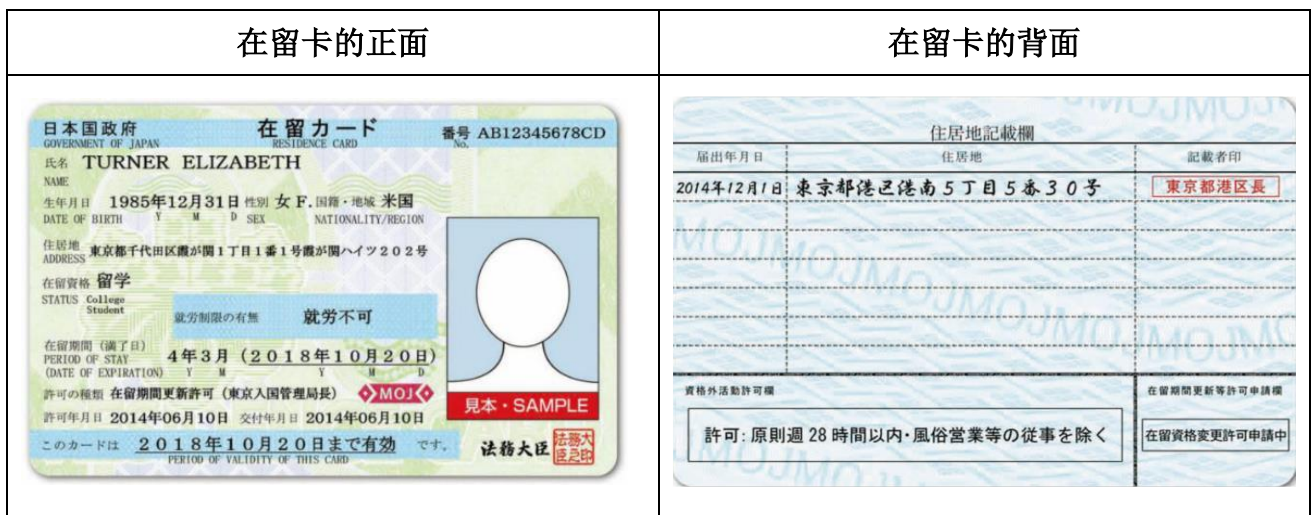 在留卡的正面
在留卡的背面
日本国政府
GOVERNMENT OF JAPAN
在留カード
RESIDENCE CARD
番号 AB12345678CD
No.
氏名 TURNER ELIZABETH
NAME
生年月日 1985年12月31日 性別 女 F. 国籍・地域 米国
DATE OF BIRTH Y M D SEX NATIONALITY/REGION
住居地 東京都千代田区霞が関1丁目1番1号霞が関ハイツ202号
ADDRESS
在留資格 留学
STATUS College
Student
就労制限の有無 就労不可
在留期間（満了日）
PERIOD OF STAY 4年3月（2018年10月20日）
(DATE OF EXPIRATION) Y M Y M D
許可の種類 在留期間更新許可（東京入国管理局長） MOJ
許可年月日 2014年06月10日 交付年月日 2014年06月10日
見本・SAMPLE
このカードは 2018年10月20日まで有効 です。
PERIOD OF VALIDITY OF THIS CARD
法務大臣 法務大臣之印
住居地記載欄
届出年月日 住居地 記載者印
2014年12月1日 東京都港区港南5丁目5番30号 東京都港区長
資格外活動許可欄
許可: 原則週 28 時間以内・風俗営業等の従事を除く
在留期間更新等許可申請欄
在留資格変更許可申請中
MOJMOJMOJMOJMOJ